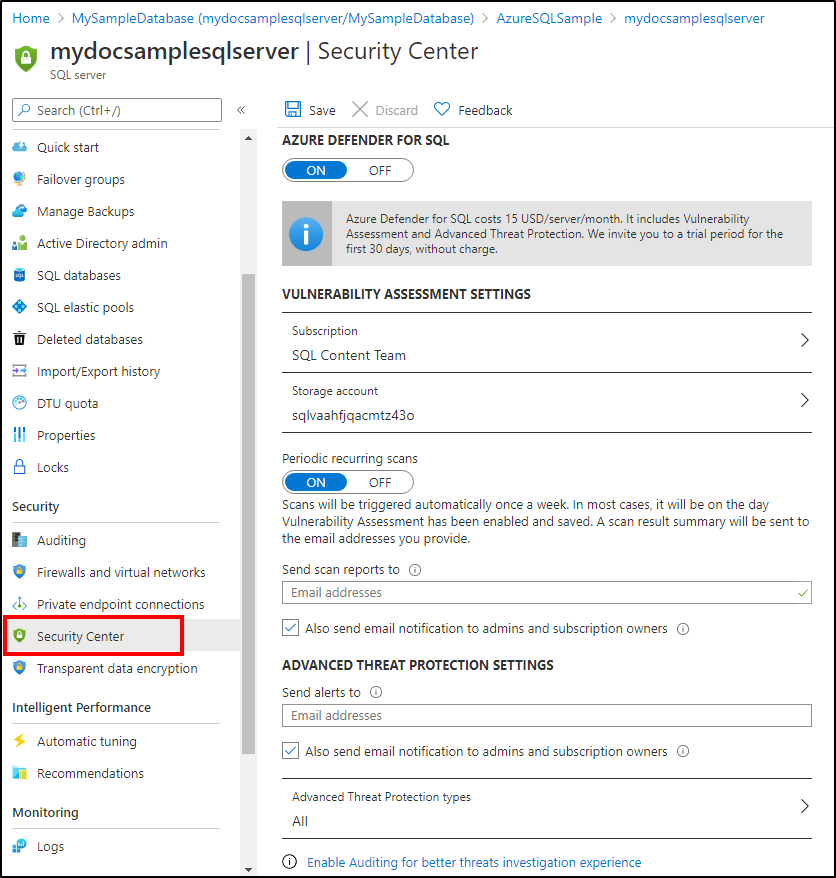 Home > MySampleDatabase (mydocsamplesqlserver/MySampleDatabase) > AzureSQLSample > mydocsamplesqlserver
mydocsamplesqlserver | Security Center
SQL server
Search (Ctrl+/)
«
Quick start
Failover groups
Manage Backups
Active Directory admin
SQL databases
SQL elastic pools
Deleted databases
Import/Export history
DTU quota
Properties
Locks
Security
Auditing
Firewalls and virtual networks
Private endpoint connections
Security Center
Transparent data encryption
Intelligent Performance
Automatic tuning
Recommendations
Monitoring
Logs
Save Discard Feedback
AZURE DEFENDER FOR SQL
ON OFF
Azure Defender for SQL costs 15 USD/server/month. It includes Vulnerability
Assessment and Advanced Threat Protection. We invite you to a trial period for the
first 30 days, without charge.
VULNERABILITY ASSESSMENT SETTINGS
Subscription
SQL Content Team
Storage account
sqlvaahfjqacmtz43o
Periodic recurring scans
ON OFF
Scans will be triggered automatically once a week. In most cases, it will be on the day
Vulnerability Assessment has been enabled and saved. A scan result summary will be sent to
the email addresses you provide.
Send scan reports to
Email addresses
Also send email notification to admins and subscription owners
ADVANCED THREAT PROTECTION SETTINGS
Send alerts to
Email addresses
Also send email notification to admins and subscription owners
Advanced Threat Protection types
All
Enable Auditing for better threats investigation experience